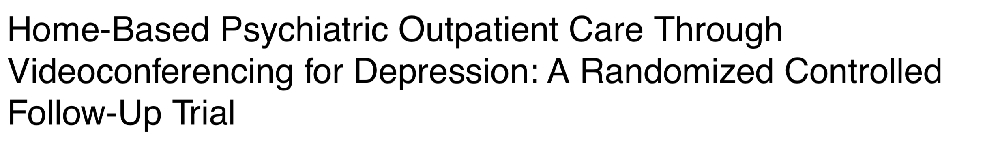 Home-Based Psychiatric Outpatient Care Through
Videoconferencing for Depression: A Randomized Controlled
Follow-Up Trial